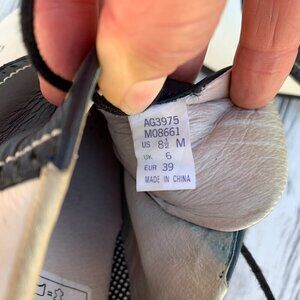 AG3975
M08661
US 8½ M
UK 6
EUR 39
MADE IN CHINA